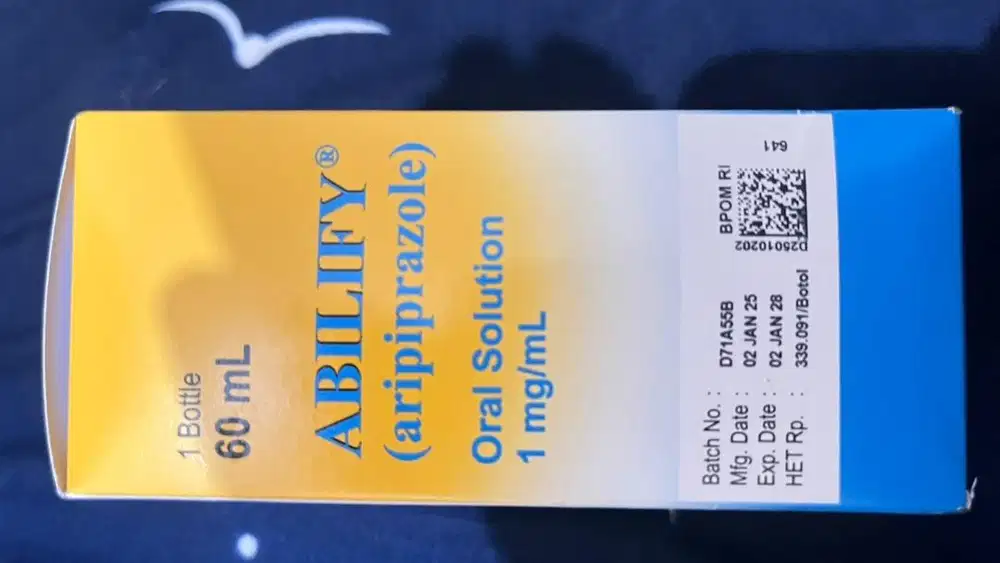 1 Bottle
60 mL
ABILIFY®
(aripiprazole)
Oral Solution
1 mg/mL
Batch No. : D71A55B
Mfg. Date : 02 JAN 25
Exp. Date : 02 JAN 28
HET Rp. : 339.091/Botol
BPOM RI
641